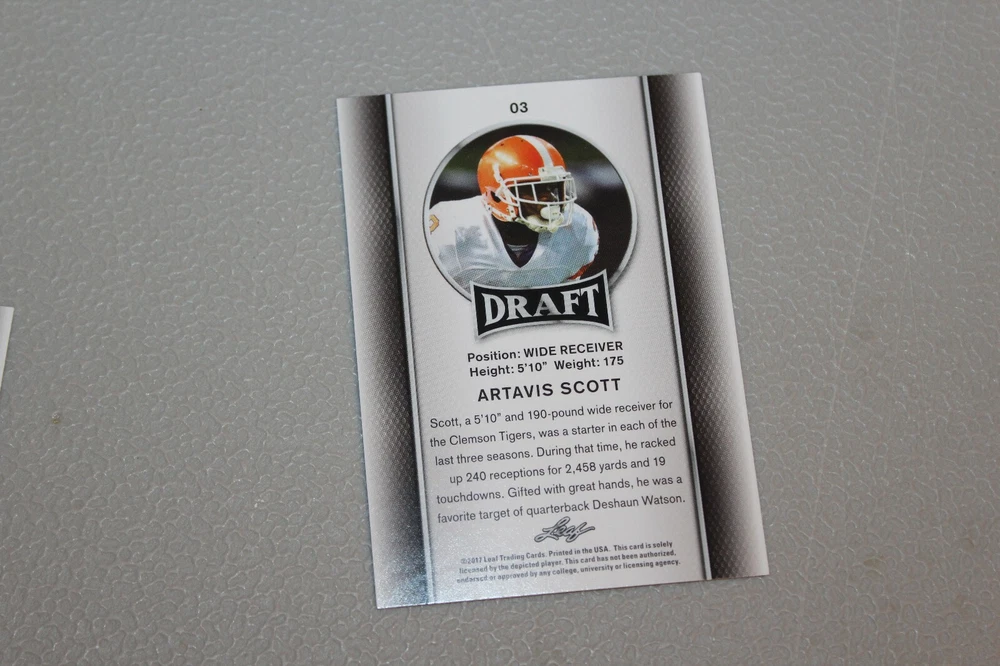 03
DRAFT
Position: WIDE RECEIVER
Height: 5'10" Weight: 175
ARTAVIS SCOTT
Scott, a 5'10" and 190-pound wide receiver for
the Clemson Tigers, was a starter in each of the
last three seasons. During that time, he racked
up 240 receptions for 2,458 yards and 19
touchdowns. Gifted with great hands, he was a
favorite target of quarterback Deshaun Watson.
Leaf
©2017 Leaf Trading Cards. Printed in the USA. This card is solely
licensed by the depicted player. This card has not been authorized,
endorsed or approved by any college, university or licensing agency.